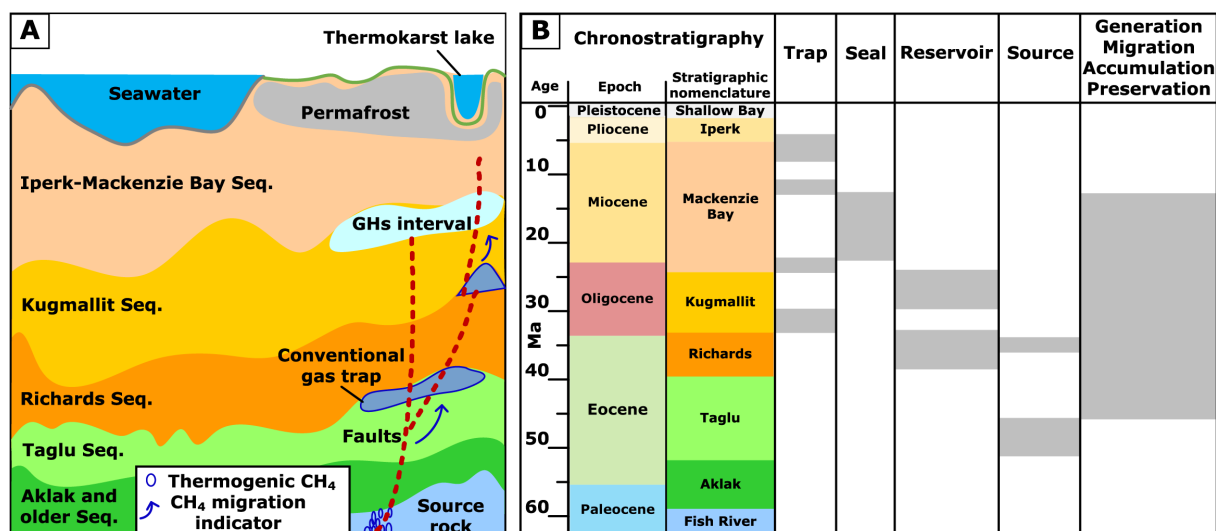 A
Thermokarst lake
Seawater
Permafrost
Iperk-Mackenzie Bay Seq.
GHs interval
Kugmallit Seq.
Conventional
gas trap
Richards Seq.
Faults
Taglu Seq.
Aklak and
older Seq.
Thermogenic CH₄
CH₄ migration
indicator
Source
rock
B
Chronostratigraphy
Trap
Seal
Reservoir
Source
Generation
Migration
Accumulation
Preservation
Age
Epoch
Stratigraphic
nomenclature
0
Pleistocene
Shallow Bay
Pliocene
Iperk
10
Miocene
Mackenzie
Bay
20
Oligocene
Kugmallit
30
Ma
Richards
40
Eocene
Taglu
50
Aklak
60
Paleocene
Fish River